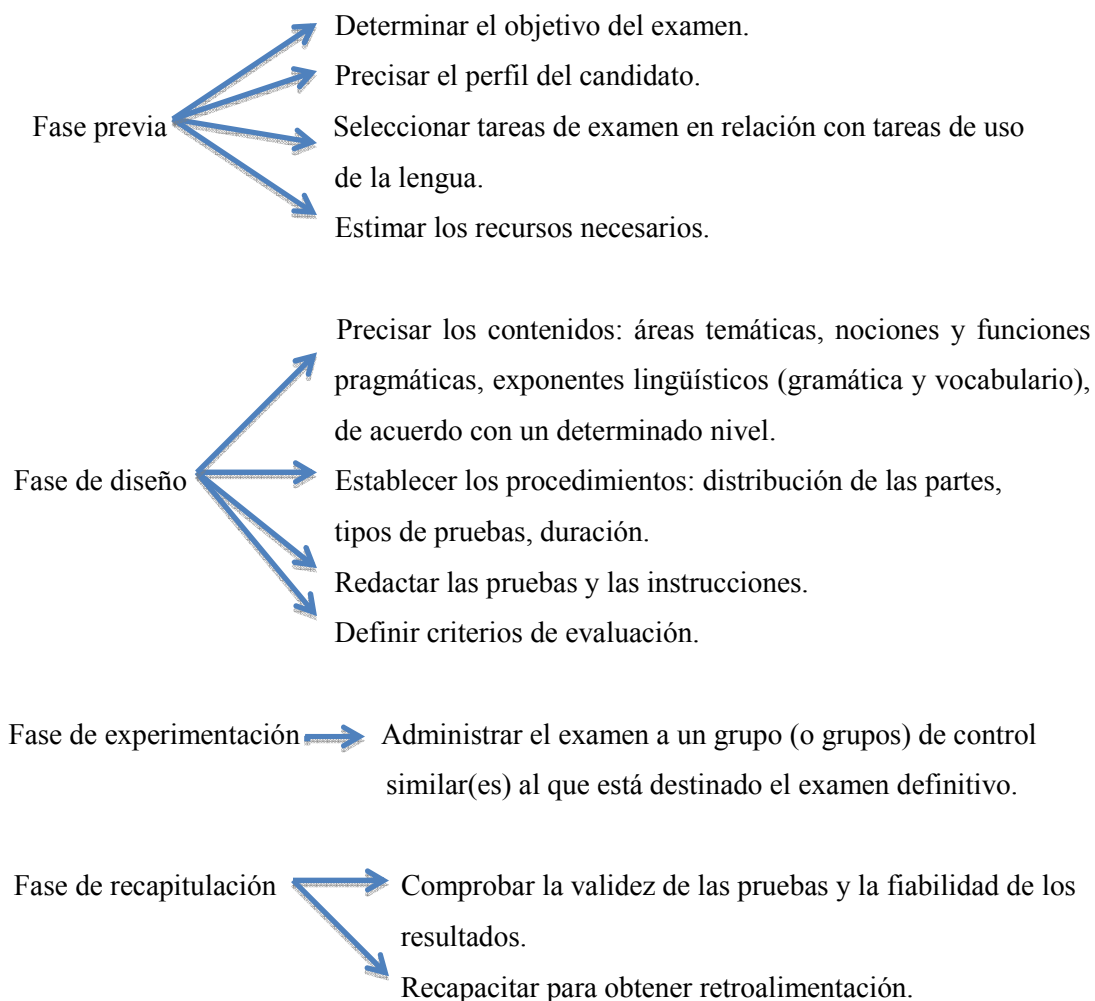 Determinar el objetivo del examen.
Precisar el perfil del candidato.
Fase previa
Seleccionar tareas de examen en relación con tareas de uso
de la lengua.
Estimar los recursos necesarios.
Precisar los contenidos: áreas temáticas, nociones y funciones
pragmáticas, exponentes lingüísticos (gramática y vocabulario),
de acuerdo con un determinado nivel.
Fase de diseño
Establecer los procedimientos: distribución de las partes,
tipos de pruebas, duración.
Redactar las pruebas y las instrucciones.
Definir criterios de evaluación.
Fase de experimentación
Administrar el examen a un grupo (o grupos) de control
similar(es) al que está destinado el examen definitivo.
Fase de recapitulación
Comprobar la validez de las pruebas y la fiabilidad de los
resultados.
Recapacitar para obtener retroalimentación.